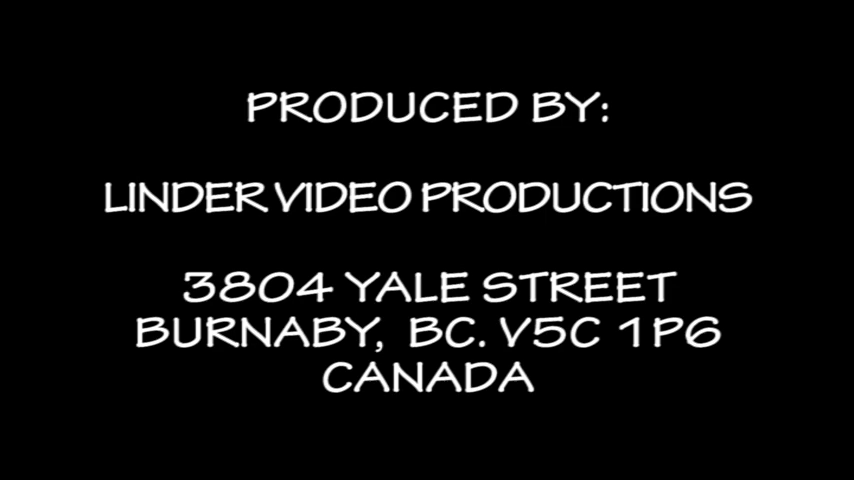 PRODUCED BY:
LINDER VIDEO PRODUCTIONS
3804 YALE STREET
BURNABY, BC. V5C 1P6
CANADA